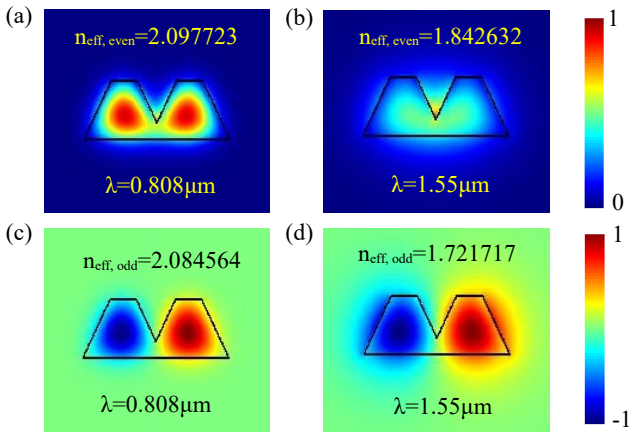 (a)
n_eff, even=2.097723
λ=0.808μm
(b)
n_eff, even=1.842632
λ=1.55μm
1
0
(c)
n_eff, odd=2.084564
λ=0.808μm
(d)
n_eff, odd=1.721717
λ=1.55μm
1
-1